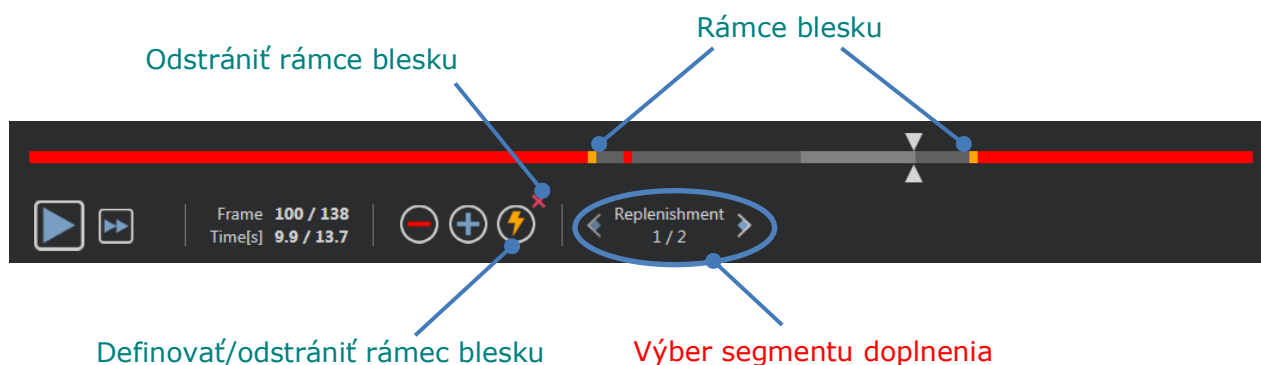 Rámce blesku
Odstrániť rámce blesku
Frame 100 / 138
Time[s] 9.9 / 13.7
Replenishment
1 / 2
Definovať/odstrániť rámec blesku
Výber segmentu doplnenia